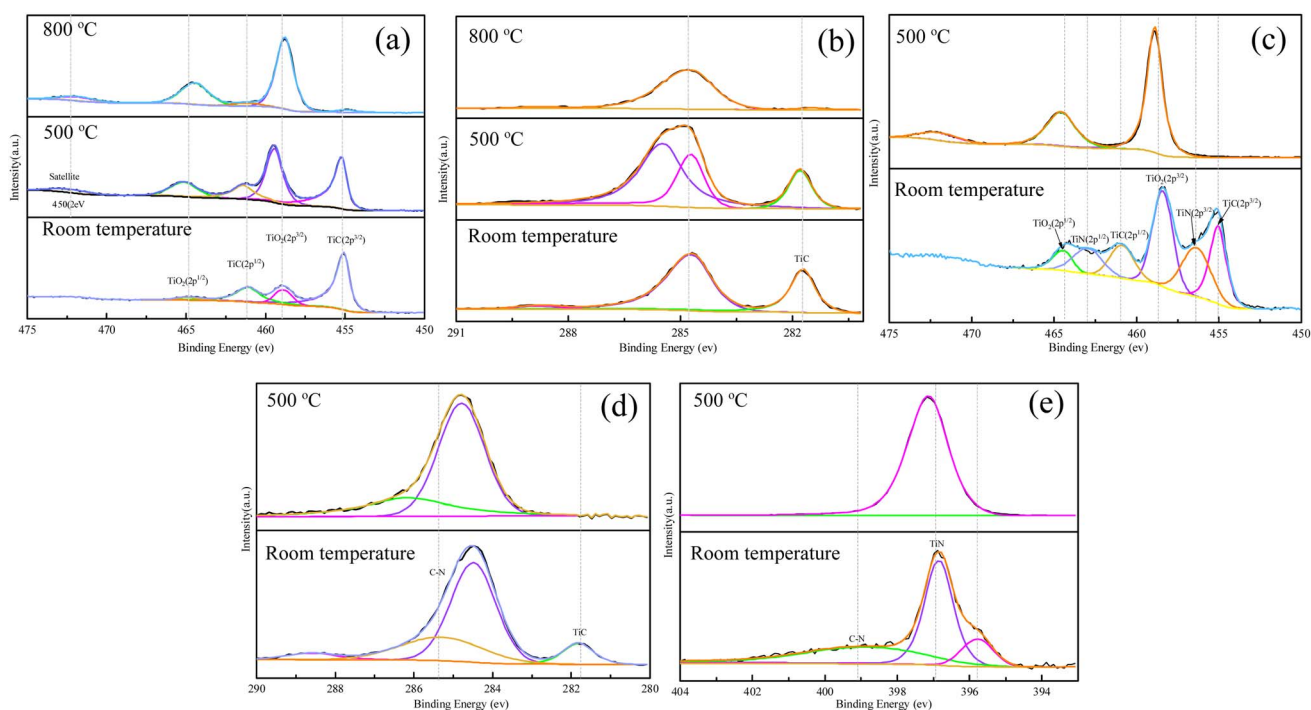 (a)
800 ºC
500 ºC
Satellite
450(2eV
Room temperature
TiO₂(2p¹/²)
TiC(2p¹/²)
TiO₂(2p³/²)
TiC(2p³/²)
Intensity(a.u.)
475 470 465 460 455 450
Binding Energy (ev)
(b)
800 ºC
500 ºC
Room temperature
TiC
Intensity(a.u.)
291 288 285 282
Binding Energy (ev)
(c)
500 ºC
Room temperature
TiO₂(2p¹/²)
TiN(2p¹/²)
TiC(2p¹/²)
TiO₂(2p³/²)
TiN(2p³/²)
TiC(2p³/²)
Intensity(a.u.)
475 470 465 460 455 450
Binding Energy (ev)
(d)
500 ºC
Room temperature
C-N
TiC
Intensity(a.u.)
290 288 286 284 282 280
Binding Energy (ev)
(e)
500 ºC
Room temperature
C-N
TiN
Intensity(a.u.)
404 402 400 398 396 394
Binding Energy (ev)